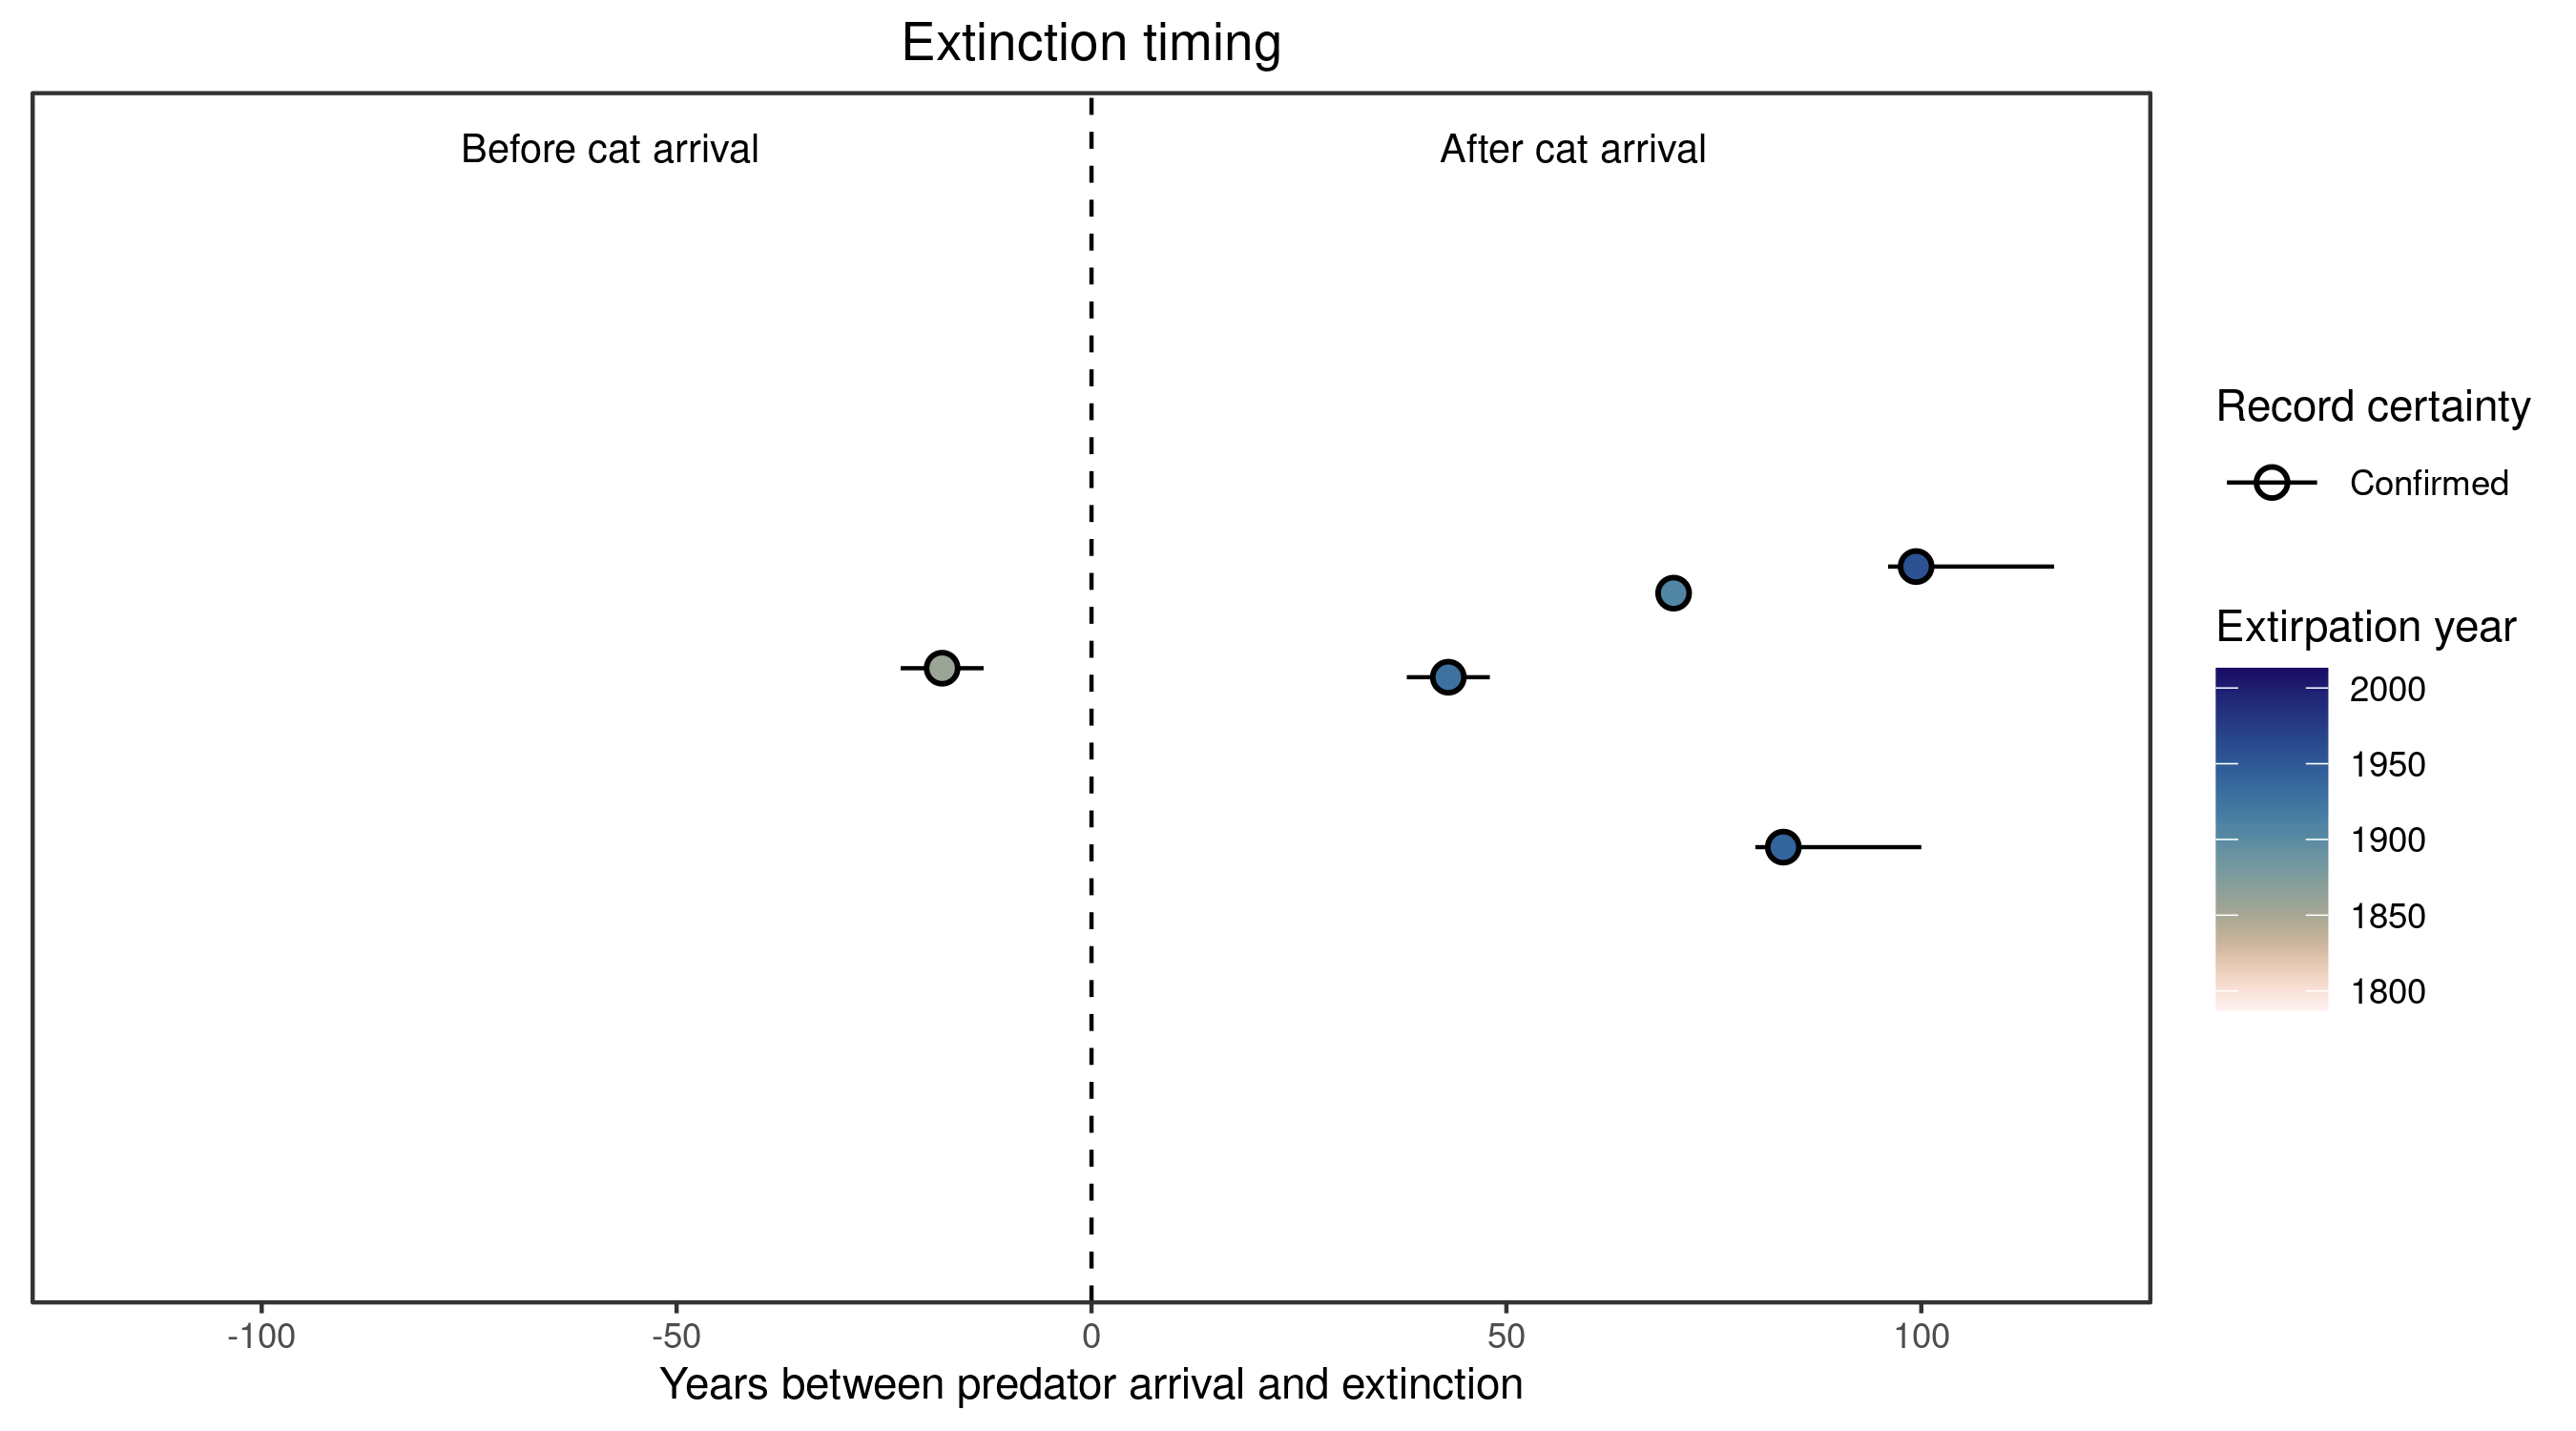 Extinction timing
Before cat arrival
After cat arrival
Record certainty
Confirmed
Extirpation year
2000
1950
1900
1850
1800
-100
-50
0
50
100
Years between predator arrival and extinction